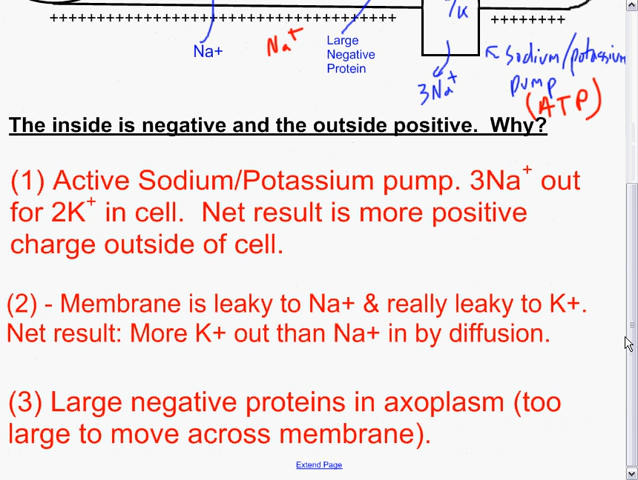 7K
+++++++++++++++++++++++++++++++++++++++++++ ++++++++
Na+
Na+
Large
Negative
Protein
3Na+
Sodium/potassium
pump
(ATP)
The inside is negative and the outside positive. Why?
(1) Active Sodium/Potassium pump. 3Na+ out
for 2K+ in cell. Net result is more positive
charge outside of cell.
(2) - Membrane is leaky to Na+ & really leaky to K+.
Net result: More K+ out than Na+ in by diffusion.
(3) Large negative proteins in axoplasm (too
large to move across membrane).
Extend Page